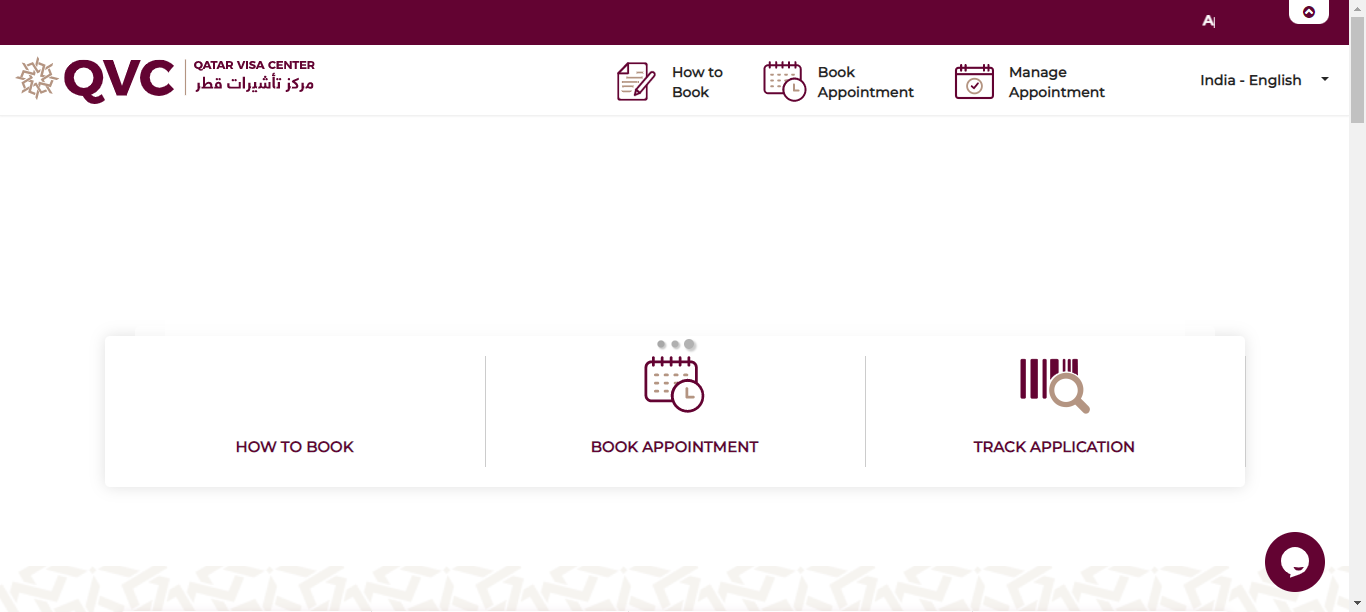 QVC
QATAR VISA CENTER
مركز تأشيرات قطر
How to
Book
Book
Appointment
Manage
Appointment
India - English
HOW TO BOOK
BOOK APPOINTMENT
TRACK APPLICATION